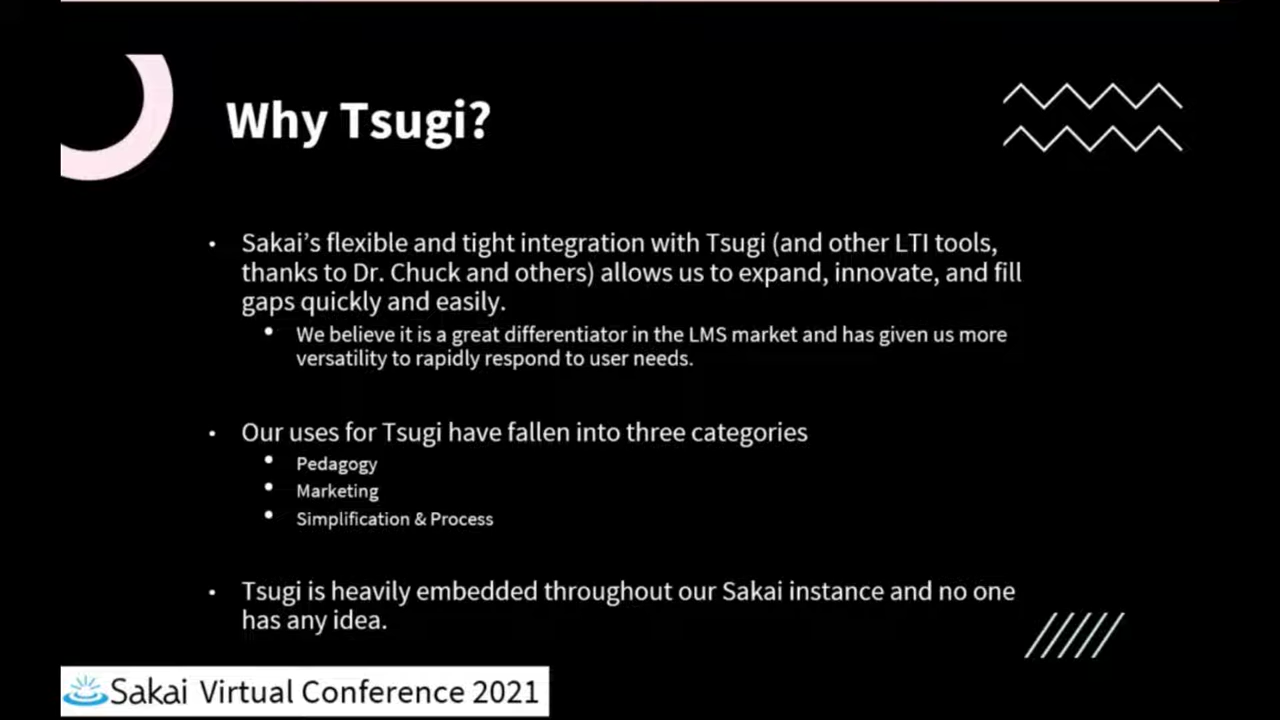 Why Tsugi?
• Sakai’s flexible and tight integration with Tsugi (and other LTI tools,
thanks to Dr. Chuck and others) allows us to expand, innovate, and fill
gaps quickly and easily.
• We believe it is a great differentiator in the LMS market and has given us more
versatility to rapidly respond to user needs.
• Our uses for Tsugi have fallen into three categories
• Pedagogy
• Marketing
• Simplification & Process
• Tsugi is heavily embedded throughout our Sakai instance and no one
has any idea.
Sakai Virtual Conference 2021